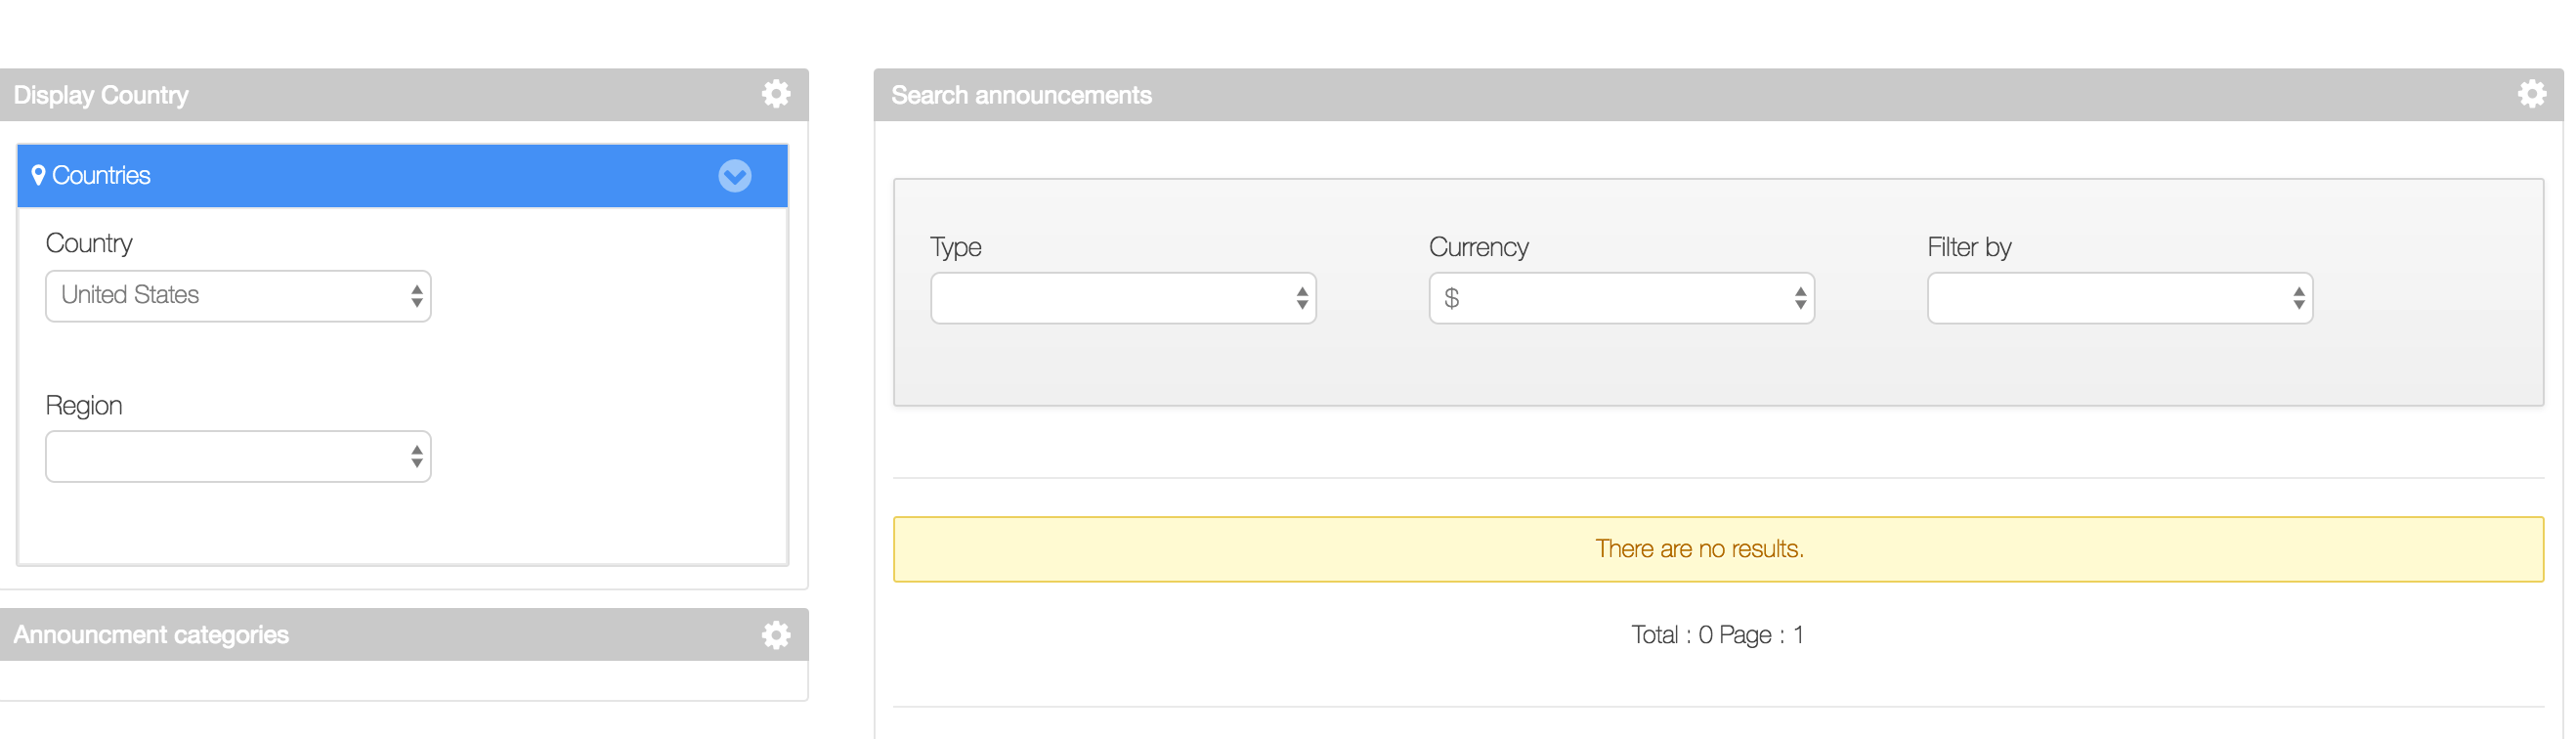 Display Country
Countries
Country
United States
Region
Announcment categories
Search announcements
Type
Currency
$
Filter by
There are no results.
Total : 0 Page : 1